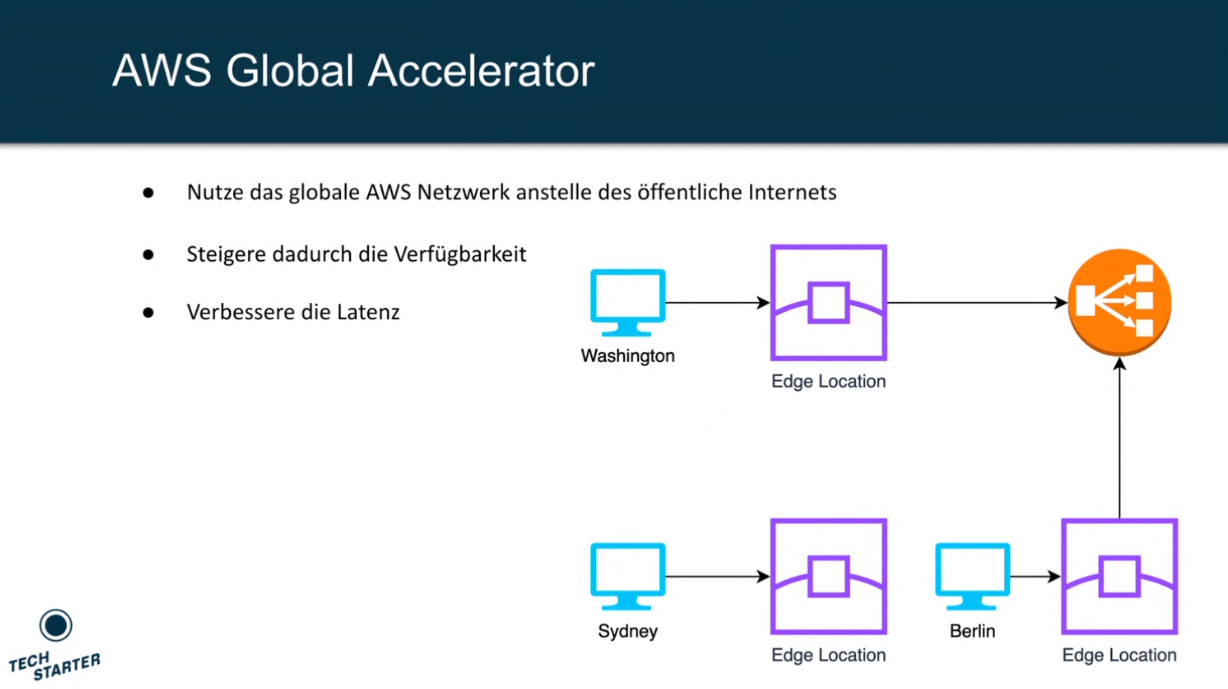 AWS Global Accelerator
● Nutze das globale AWS Netzwerk anstelle des öffentliche Internets
● Steigere dadurch die Verfügbarkeit
● Verbessere die Latenz
Washington
Edge Location
Sydney
Edge Location
Berlin
Edge Location
TECH
STARTER